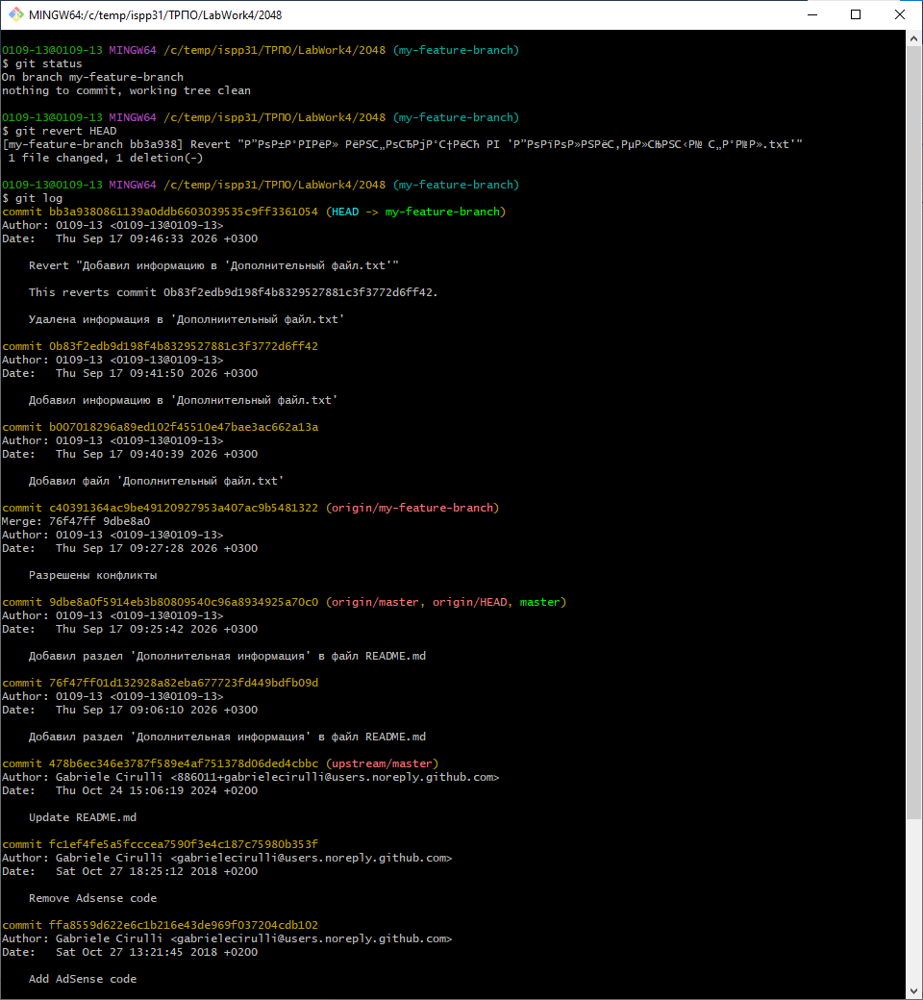 MINGW64:/c/temp/ispp31/ТРПО/LabWork4/2048
0109-13@0109-13 MINGW64 /c/temp/ispp31/ТРПО/LabWork4/2048 (my-feature-branch)
$ git status
On branch my-feature-branch
nothing to commit, working tree clean
0109-13@0109-13 MINGW64 /c/temp/ispp31/ТРПО/LabWork4/2048 (my-feature-branch)
$ git revert HEAD
[my-feature-branch bb3a938] Revert "Р”РѕР±Р°РІРёР» РёРЅС„РѕСЂРјР°С†РёСЋ РІ 'Р”РѕРїРѕР»РЅРёС‚РµР»СЊРЅС‹Р№ С„Р°Р№Р».txt'"
1 file changed, 1 deletion(-)
0109-13@0109-13 MINGW64 /c/temp/ispp31/ТРПО/LabWork4/2048 (my-feature-branch)
$ git log
commit bb3a9380861139a0ddb6603039535c9ff3361054 (HEAD -> my-feature-branch)
Author: 0109-13 <0109-13@0109-13>
Date:   Thu Sep 17 09:46:33 2026 +0300
Revert "Добавил информацию в 'Дополнительный файл.txt'"
This reverts commit 0b83f2edb9d198f4b8329527881c3f3772d6ff42.
Удалена информация в 'Дополниительный файл.txt'
commit 0b83f2edb9d198f4b8329527881c3f3772d6ff42
Author: 0109-13 <0109-13@0109-13>
Date:   Thu Sep 17 09:41:50 2026 +0300
Добавил информацию в 'Дополнительный файл.txt'
commit b007018296a89ed102f45510e47bae3ac662a13a
Author: 0109-13 <0109-13@0109-13>
Date:   Thu Sep 17 09:40:39 2026 +0300
Добавил файл 'Дополнительный файл.txt'
commit c40391364ac9be49120927953a407ac9b5481322 (origin/my-feature-branch)
Merge: 76f47ff 9dbe8a0
Author: 0109-13 <0109-13@0109-13>
Date:   Thu Sep 17 09:27:28 2026 +0300
Разрешены конфликты
commit 9dbe8a0f5914eb3b80809540c96a8934925a70c0 (origin/master, origin/HEAD, master)
Author: 0109-13 <0109-13@0109-13>
Date:   Thu Sep 17 09:25:42 2026 +0300
Добавил раздел 'Дополнительная информация' в файл README.md
commit 76f47ff01d132928a82eba677723fd449bdfb09d
Author: 0109-13 <0109-13@0109-13>
Date:   Thu Sep 17 09:06:10 2026 +0300
Добавил раздел 'Дополнительная информация' в файл README.md
commit 478b6ec346e3787f589e4af751378d06ded4cbbc (upstream/master)
Author: Gabriele Cirulli <886011+gabrielecirulli@users.noreply.github.com>
Date:   Thu Oct 24 15:06:19 2024 +0200
Update README.md
commit fc1ef4fe5a5fcccea7590f3e4c187c75980b353f
Author: Gabriele Cirulli <gabrielecirulli@users.noreply.github.com>
Date:   Sat Oct 27 18:25:12 2018 +0200
Remove Adsense code
commit ffa8559d622e6c1b216e43de969f037204cdb102
Author: Gabriele Cirulli <gabrielecirulli@users.noreply.github.com>
Date:   Sat Oct 27 13:21:45 2018 +0200
Add AdSense code